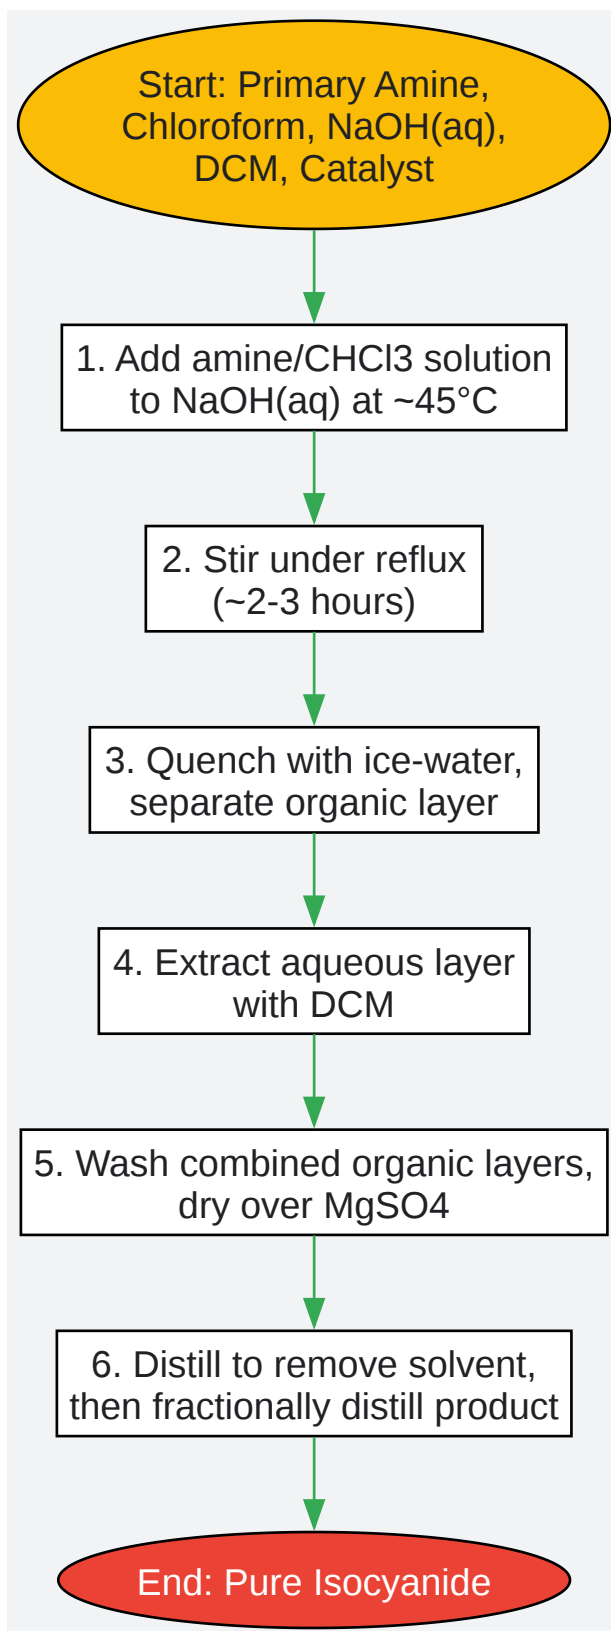 Start: Primary Amine,
Chloroform, NaOH(aq),
DCM, Catalyst
1. Add amine/CHCl3 solution
to NaOH(aq) at ~45°C
2. Stir under reflux
(~2-3 hours)
3. Quench with ice-water,
separate organic layer
4. Extract aqueous layer
with DCM
5. Wash combined organic layers,
dry over MgSO4
6. Distill to remove solvent,
then fractionally distill product
End: Pure Isocyanide